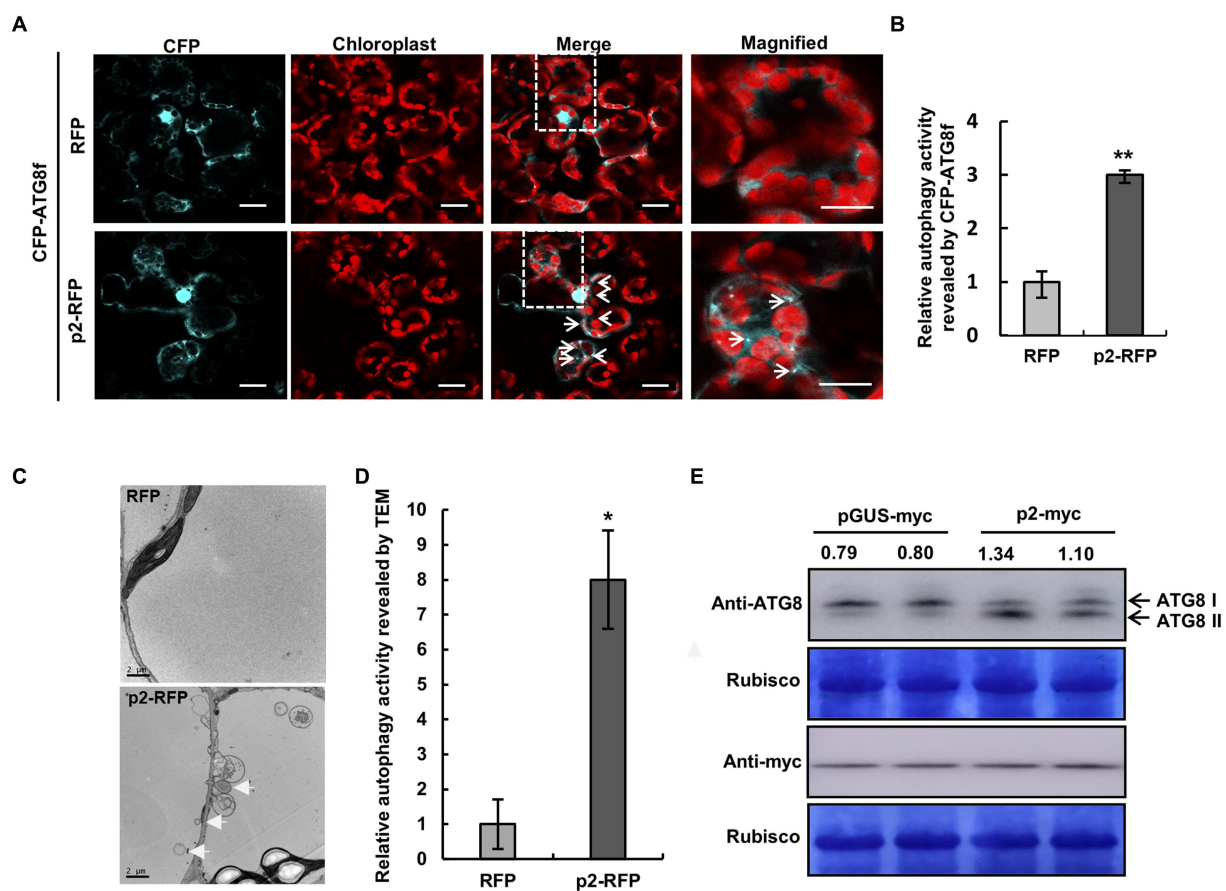 A
CFP Chloroplast Merge Magnified
CFP-ATG8f
RFP
p2-RFP
B
Relative autophagy activity
revealed by CFP-ATG8f
4
3
2
1
0
RFP p2-RFP
**
C
RFP
2 μm
p2-RFP
2 μm
D
Relative autophagy activity revealed by TEM
10
9
8
7
6
5
4
3
2
1
0
*
RFP p2-RFP
E
pGUS-myc p2-myc
0.79 0.80 1.34 1.10
Anti-ATG8
ATG8 I
ATG8 II
Rubisco
Anti-myc
Rubisco